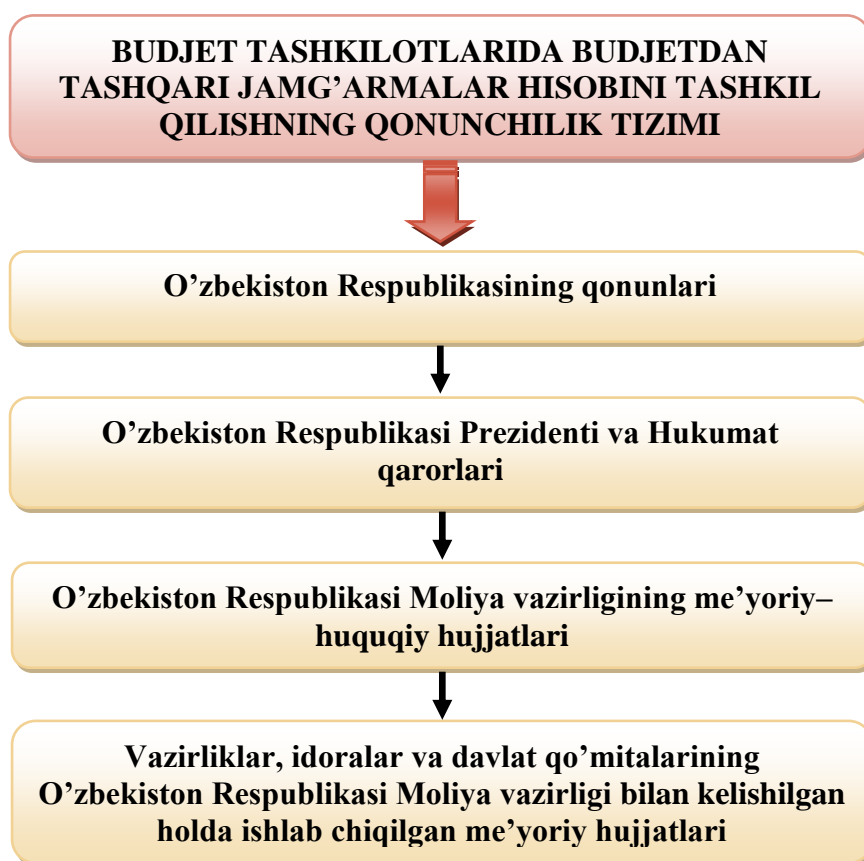 BUDJET TASHKILOTLARIDA BUDJETDAN
TASHQARI JAMG’ARMALAR HISOBINI TASHKIL
QILISHNING QONUNCHILIK TIZIMI
O’zbekiston Respublikasining qonunlari
O’zbekiston Respublikasi Prezidenti va Hukumat
qarorlari
O’zbekiston Respublikasi Moliya vazirligining me’yoriy–
huquqiy hujjatlari
Vazirliklar, idoralar va davlat qo’mitalarining
O’zbekiston Respublikasi Moliya vazirligi bilan kelishilgan
holda ishlab chiqilgan me’yoriy hujjatlari